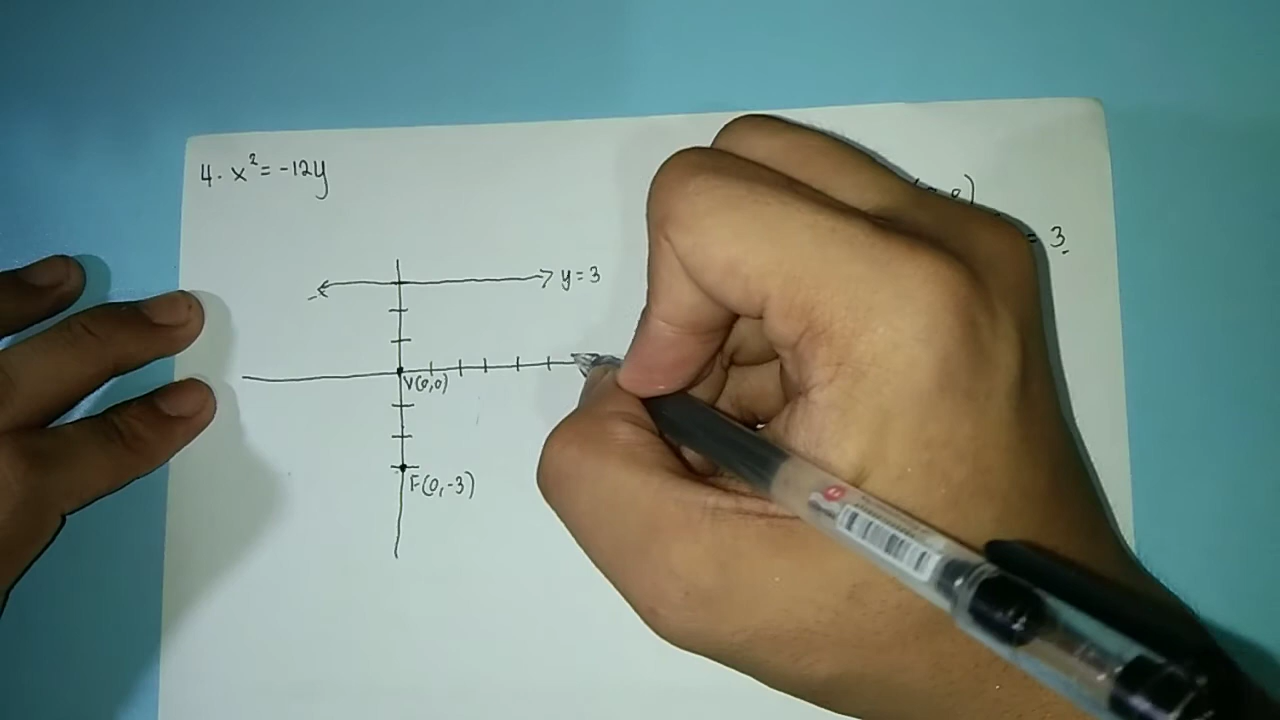 4. x² = -12y
= 3
y = 3
V(0,0)
F(0,-3)